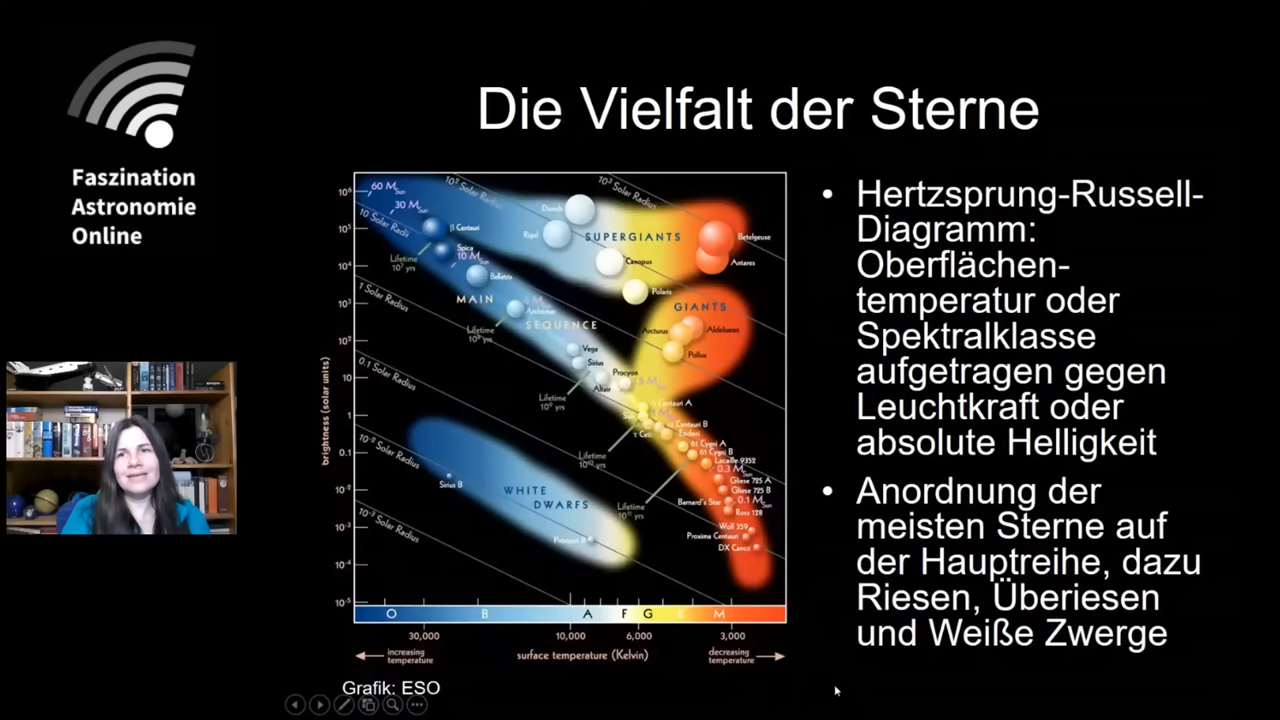 Faszination
Astronomie
Online
Die Vielfalt der Sterne
10⁶
10⁵
10⁴
10³
10²
10
1
0.1
10⁻²
10⁻³
10⁻⁴
10⁻⁵
brightness (solar units)
60 M Sun
30 M Sun
10² Solar Radius
10³ Solar Radius
10 Solar Radii
Deneb
Rigel
SUPERGIANTS
Betelgeuse
β Centauri
Spica
10 M Sun
Lifetime
10⁷ yrs
Canopus
Antares
Bellatrix
Polaris
1 Solar Radius
MAIN
SEQUENCE
Achernar
GIANTS
Lifetime
Arcturus
Aldebaran
Vega
Sirius
Pollux
0.1 Solar Radius
Procyon
Altair
Lifetime
10⁹ yrs
α Centauri A
α Centauri B
τ Ceti
Eridani
10⁻² Solar Radius
61 Cygni A
61 Cygni B
Lacaille 9352
Lifetime
10¹⁰ yrs
0.3 M Sun
Gliese 725 A
Gliese 725 B
Sirius B
WHITE
DWARFS
0.1 M Sun
Barnard's Star
Ross 128
Lifetime
10¹¹ yrs
10⁻³ Solar Radius
Procyon B
Wolf 359
Proxima Centauri
DX Cancri
O B A F G K M
30,000 10,000 6,000 3,000
increasing
temperature
surface temperature (Kelvin)
decreasing
temperature
Grafik: ESO
• Hertzsprung-Russell-
Diagramm:
Oberflächen-
temperatur oder
Spektralklasse
aufgetragen gegen
Leuchtkraft oder
absolute Helligkeit
• Anordnung der
meisten Sterne auf
der Hauptreihe, dazu
Riesen, Überiesen
und Weiße Zwerge